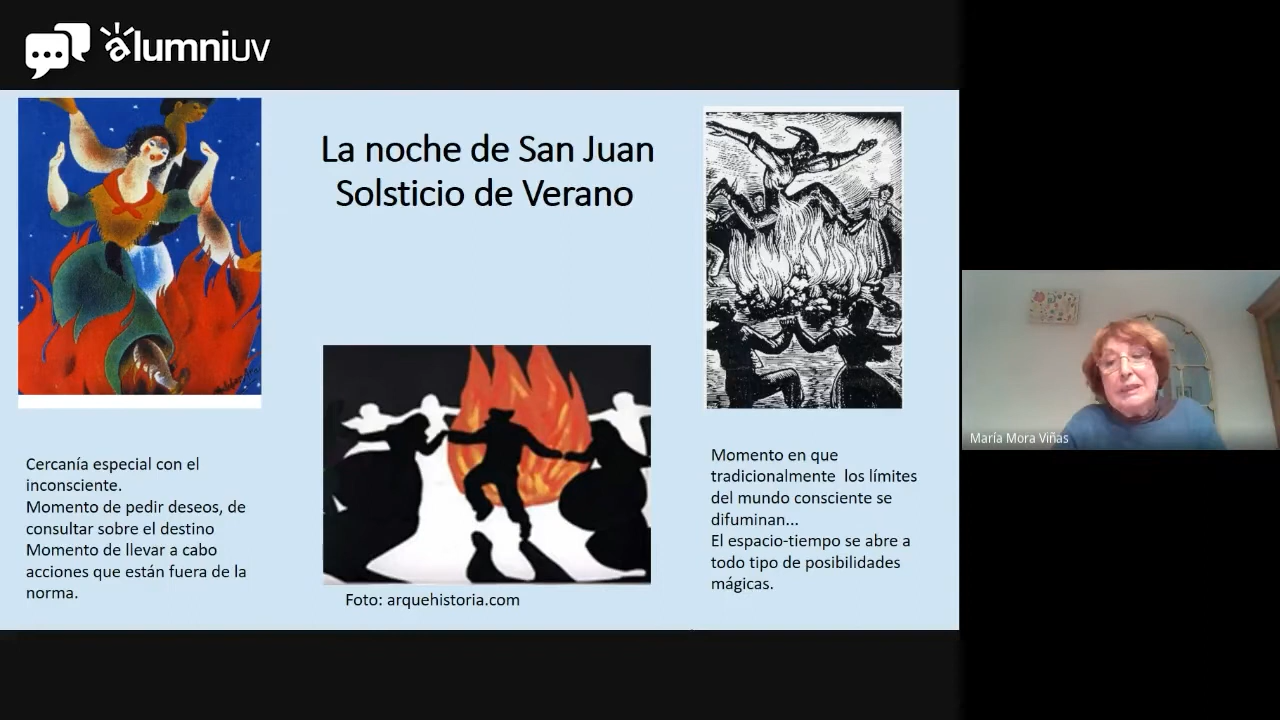 alumniuv
La noche de San Juan
Solsticio de Verano
Cercanía especial con el
inconsciente.
Momento de pedir deseos, de
consultar sobre el destino
Momento de llevar a cabo
acciones que están fuera de la
norma.
Foto: arquehistoria.com
Momento en que
tradicionalmente  los límites
del mundo consciente se
difuminan...
El espacio-tiempo se abre a
todo tipo de posibilidades
mágicas.
María Mora Viñas